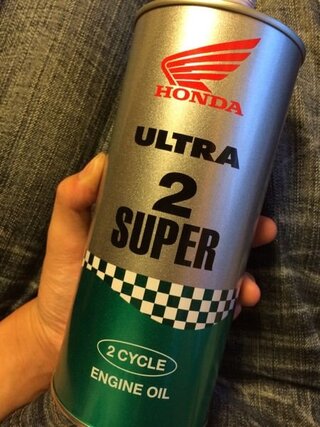 HONDA
ULTRA
2
SUPER
2 CYCLE
ENGINE OIL